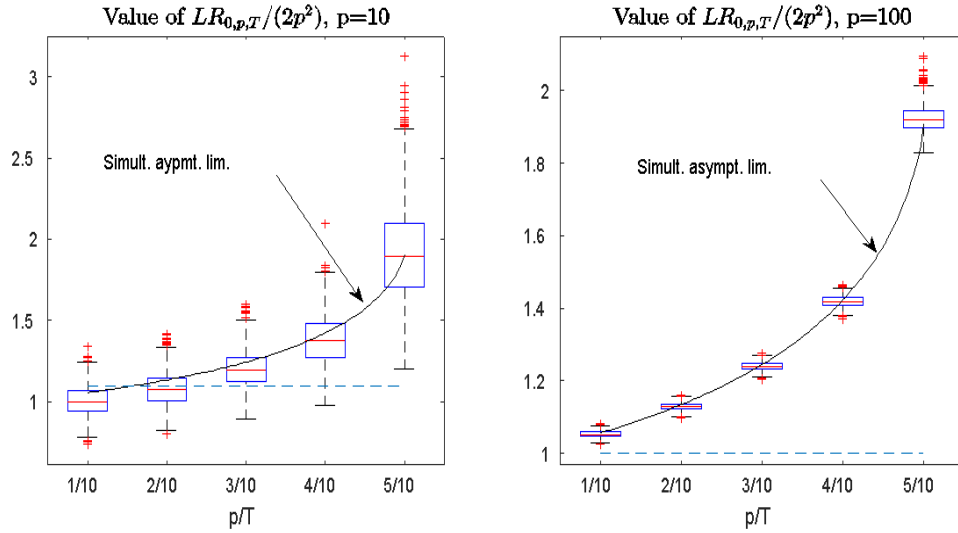 Value of LR₀,ₚ,T/(2p²), p=10
3
2.5
2
1.5
1
Simult. aypmt. lim.
1/10 2/10 3/10 4/10 5/10
p/T
Value of LR₀,ₚ,T/(2p²), p=100
2
1.8
1.6
1.4
1.2
1
Simult. asympt. lim.
1/10 2/10 3/10 4/10 5/10
p/T